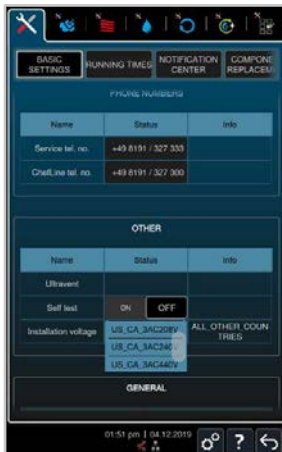 BASIC SETTINGS
RUNNING TIMES
NOTIFICATION CENTER
COMPONE REPLACEM
PHONE NUMBERS
Name Status Info
Service tel. no. +49 8191 / 327 333
ChefLine tel. no. +49 8191 / 327 300
OTHER
Name Status Info
Ultravent
Self test ON OFF
Installation voltage US_CA_3AC208V ALL_OTHER_COUN
US_CA_3AC240V TRIES
US_CA_3AC440V
GENERAL
01:51 pm | 04.12.2019
?